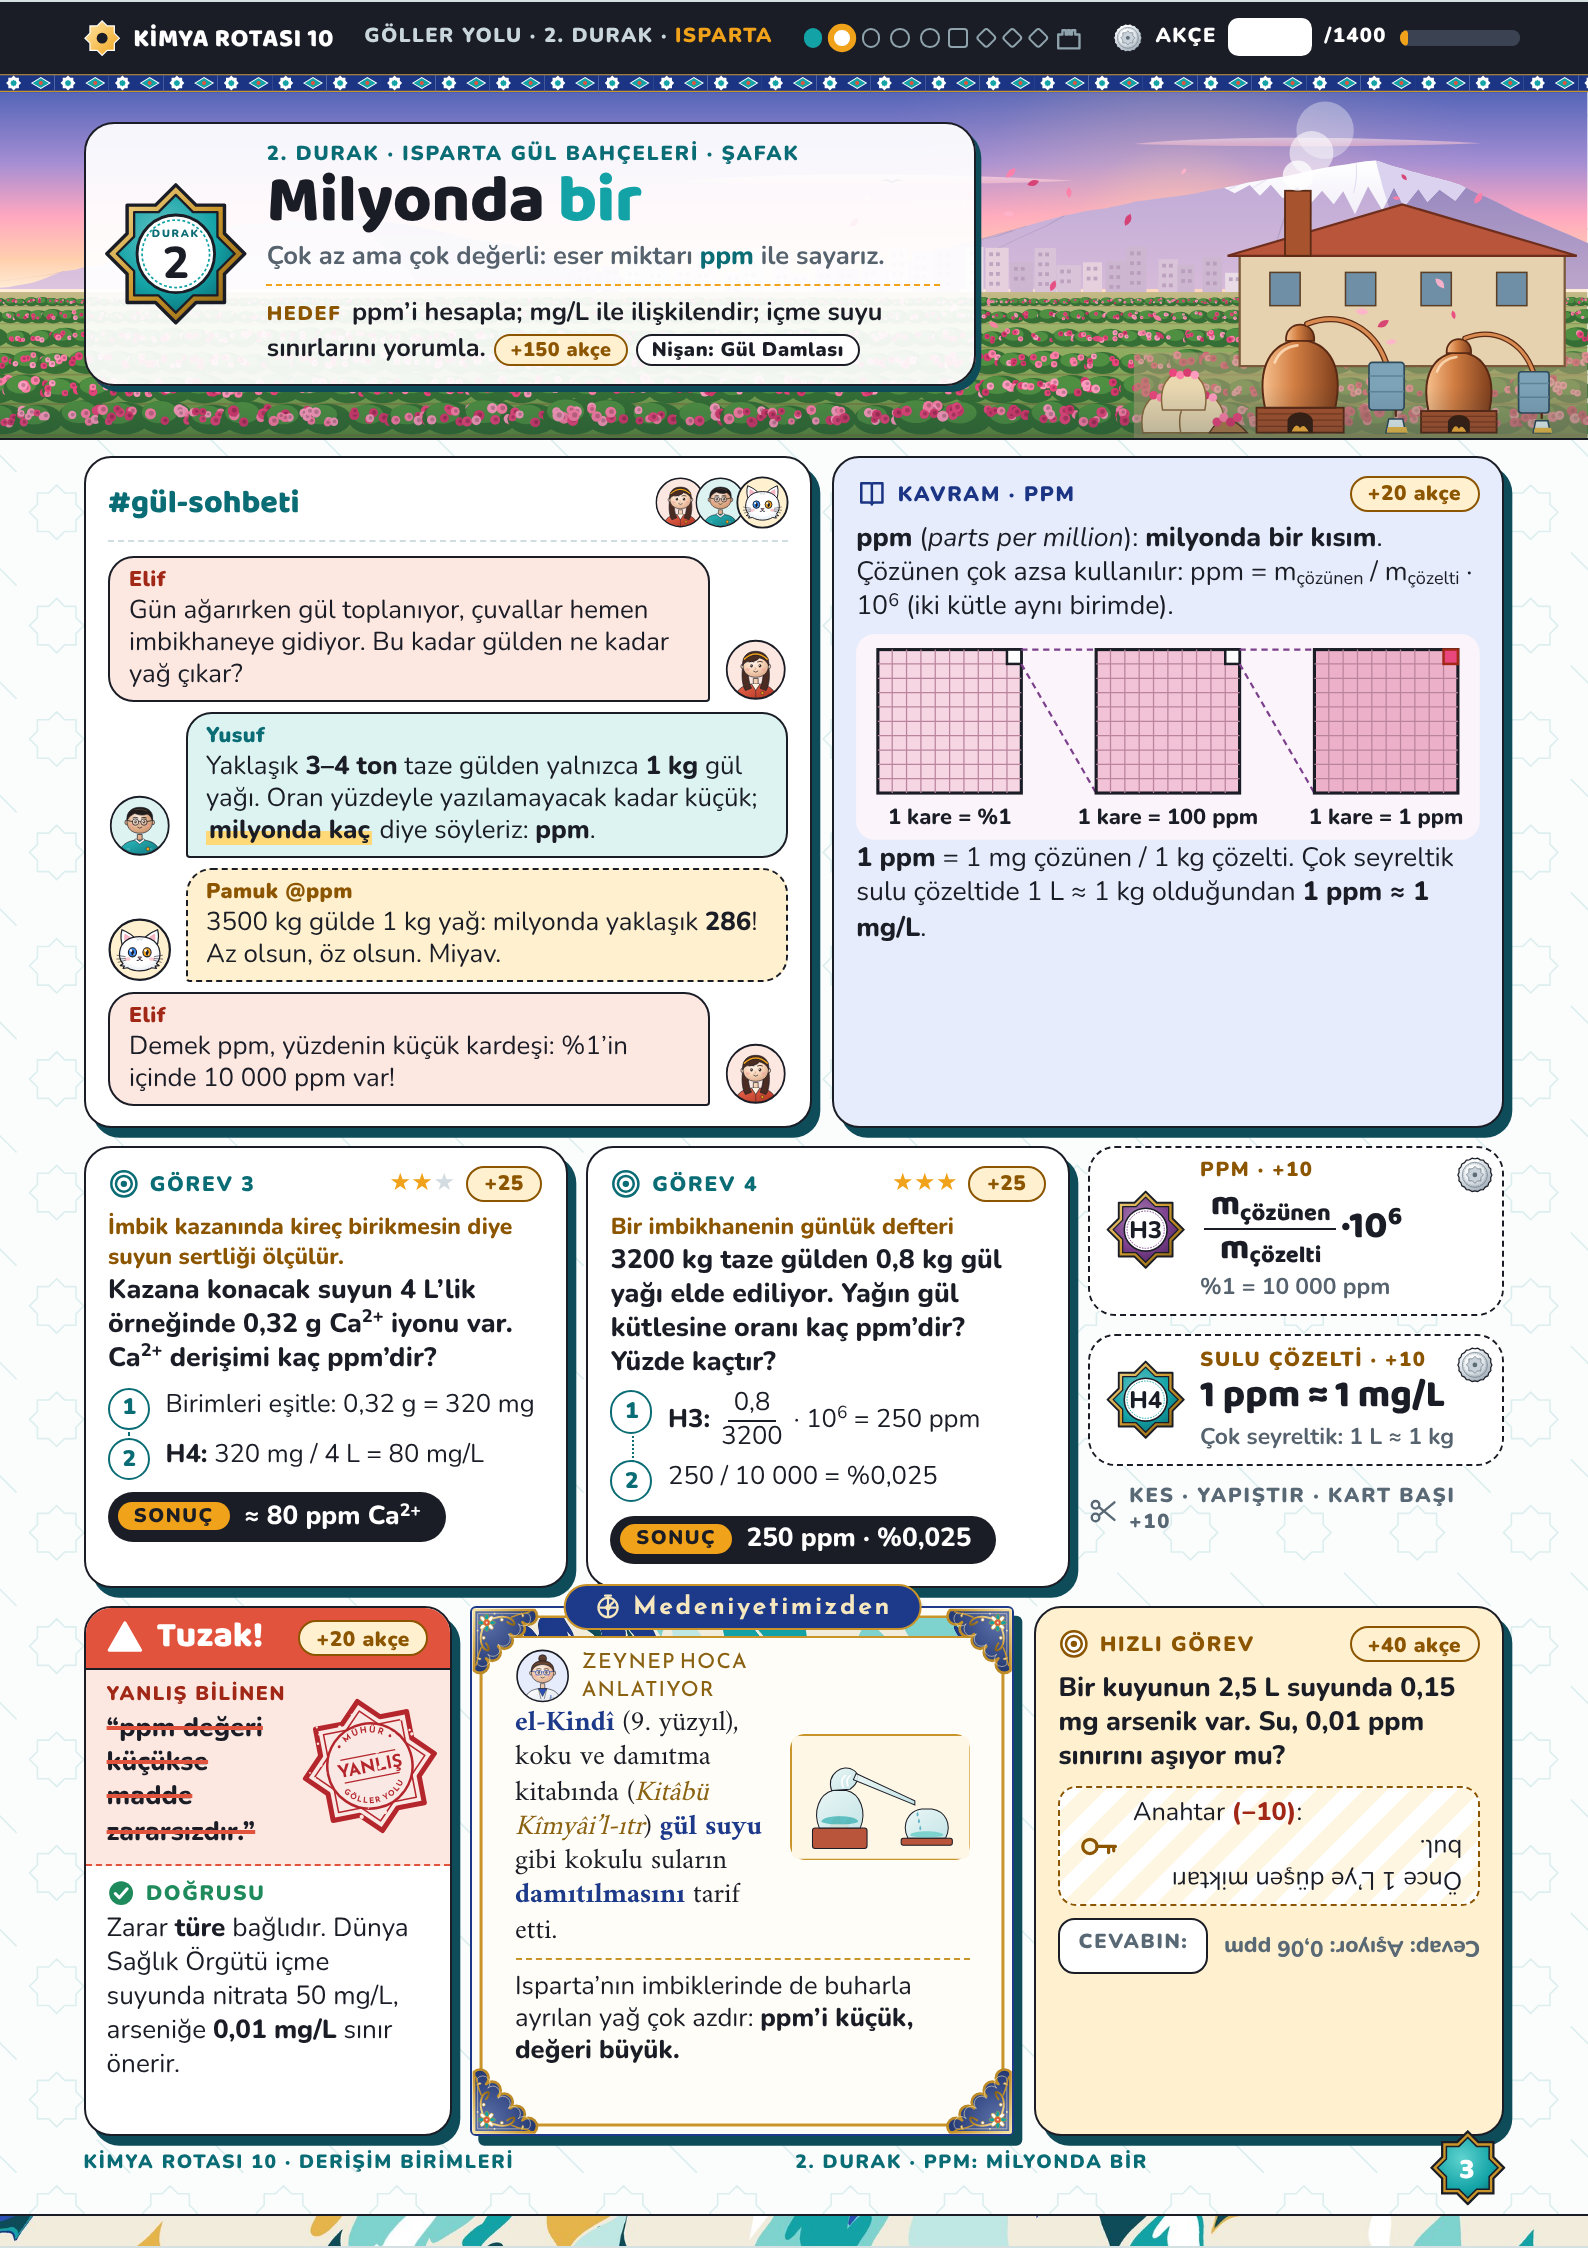 KİMYA ROTASI 10 GÖLLER YOLU · 2. DURAK · ISPARTA AKÇE /1400
2. DURAK · ISPARTA GÜL BAHÇELERİ · ŞAFAK
Milyonda bir
DURAK
2
Çok az ama çok değerli: eser miktarı ppm ile sayarız.
HEDEF ppm’i hesapla; mg/L ile ilişkilendir; içme suyu
sınırlarını yorumla. +150 akçe Nişan: Gül Damlası
#gül-sohbeti
Elif
Gün ağarırken gül toplanıyor, çuvallar hemen
imbikhaneye gidiyor. Bu kadar gülden ne kadar
yağ çıkar?
Yusuf
Yaklaşık 3–4 ton taze gülden yalnızca 1 kg gül
yağı. Oran yüzdeyle yazılamayacak kadar küçük;
milyonda kaç diye söyleriz: ppm.
Pamuk @ppm
3500 kg gülde 1 kg yağ: milyonda yaklaşık 286!
Az olsun, öz olsun. Miyav.
Elif
Demek ppm, yüzdenin küçük kardeşi: %1’in
içinde 10 000 ppm var!
KAVRAM · PPM +20 akçe
ppm (parts per million): milyonda bir kısım.
Çözünen çok azsa kullanılır: ppm = mçözünen / mçözelti ·
10⁶ (iki kütle aynı birimde).
1 kare = %1 1 kare = 100 ppm 1 kare = 1 ppm
1 ppm = 1 mg çözünen / 1 kg çözelti. Çok seyreltik
sulu çözeltide 1 L ≈ 1 kg olduğundan 1 ppm ≈ 1
mg/L.
GÖREV 3 +25
İmbik kazanında kireç birikmesin diye
suyun sertliği ölçülür.
Kazana konacak suyun 4 L’lik
örneğinde 0,32 g Ca²⁺ iyonu var.
Ca²⁺ derişimi kaç ppm’dir?
1 Birimleri eşitle: 0,32 g = 320 mg
2 H4: 320 mg / 4 L = 80 mg/L
SONUÇ ≈ 80 ppm Ca²⁺
GÖREV 4 +25
Bir imbikhanenin günlük defteri
3200 kg taze gülden 0,8 kg gül
yağı elde ediliyor. Yağın gül
kütlesine oranı kaç ppm’dir?
Yüzde kaçtır?
1 H3: 0,8 / 3200 · 10⁶ = 250 ppm
2 250 / 10 000 = %0,025
SONUÇ 250 ppm · %0,025
PPM · +10
H3
mçözünen / mçözelti ·10⁶
%1 = 10 000 ppm
SULU ÇÖZELTİ · +10
H4
1 ppm ≈ 1 mg/L
Çok seyreltik: 1 L ≈ 1 kg
KES · YAPIŞTIR · KART BAŞI
+10
Tuzak! +20 akçe
YANLIŞ BİLİNEN
“ppm değeri
küçükse
madde
zararsızdır.”
MÜHÜR
YANLIŞ
GÖLLER YOLU
DOĞRUSU
Zarar türe bağlıdır. Dünya
Sağlık Örgütü içme
suyunda nitrata 50 mg/L,
arseniğe 0,01 mg/L sınır
önerir.
Medeniyetimizden
ZEYNEP HOCA
ANLATIYOR
el-Kindî (9. yüzyıl),
koku ve damıtma
kitabında (Kitâbü
Kîmyâi’l-ıtr) gül suyu
gibi kokulu suların
damıtılmasını tarif
etti.
Isparta’nın imbiklerinde de buharla
ayrılan yağ çok azdır: ppm’i küçük,
değeri büyük.
HIZLI GÖREV +40 akçe
Bir kuyunun 2,5 L suyunda 0,15
mg arsenik var. Su, 0,01 ppm
sınırını aşıyor mu?
Anahtar (−10):
Önce 1 L’ye düşen miktarı
bul.
CEVABIN:
Cevap: Aşıyor: 0,06 ppm
KİMYA ROTASI 10 · DERİŞİM BİRİMLERİ 2. DURAK · PPM: MİLYONDA BİR 3